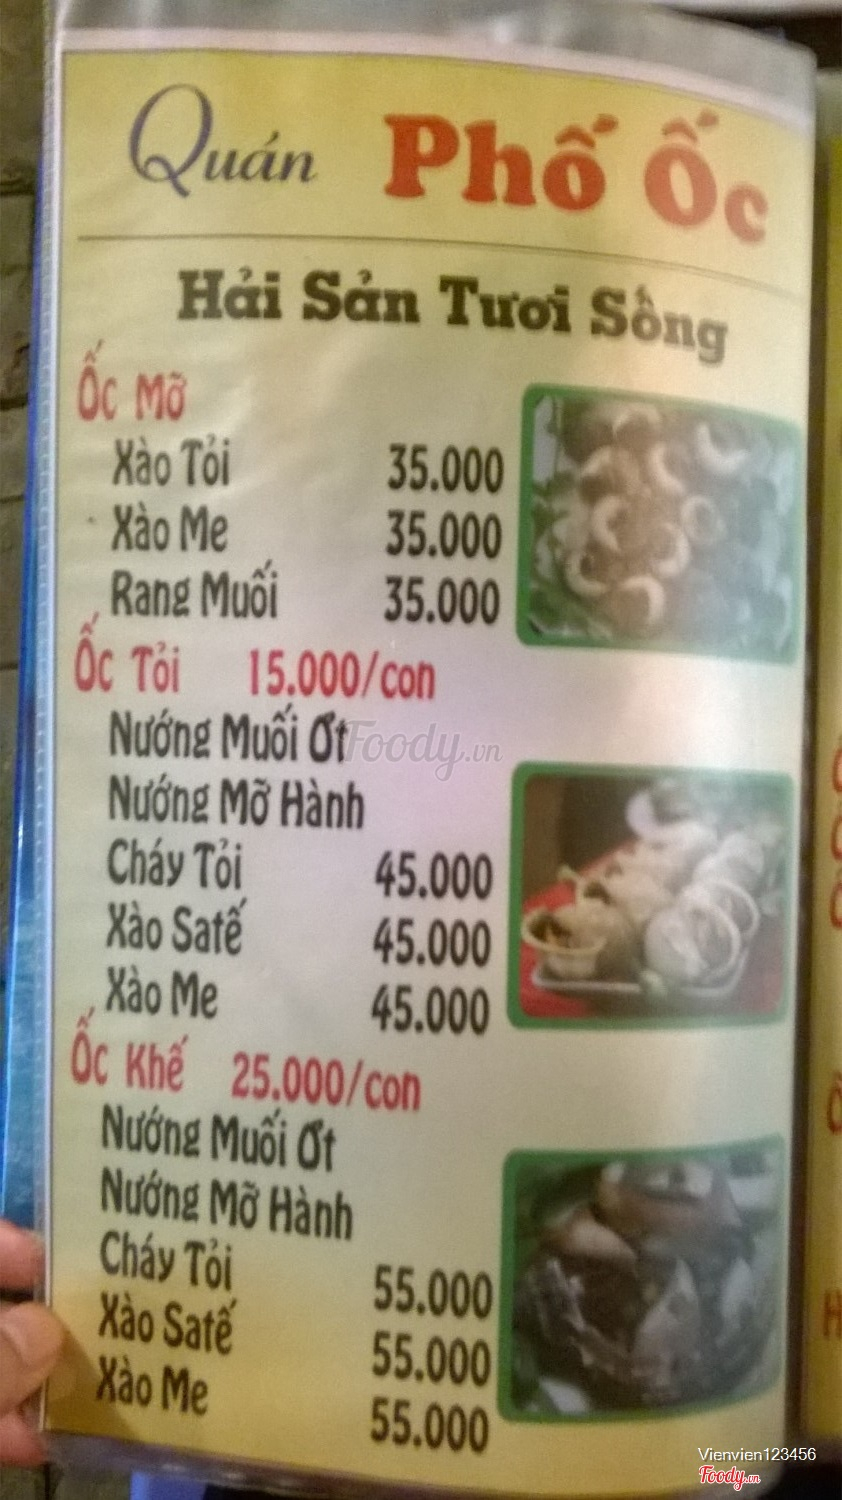 Quán Phố Ốc
Hải Sản Tươi Sống
Ốc Mỡ
Xào Tỏi 35.000
Xào Me 35.000
Rang Muối 35.000
Ốc Tỏi 15.000/con
Nướng Muối Ớt
Nướng Mỡ Hành
Cháy Tỏi 45.000
Xào Satế 45.000
Xào Me 45.000
Ốc Khế 25.000/con
Nướng Muối Ớt
Nướng Mỡ Hành
Cháy Tỏi 55.000
Xào Satế 55.000
Xào Me 55.000
Foody.vn
Vienvien123456
Foody.vn